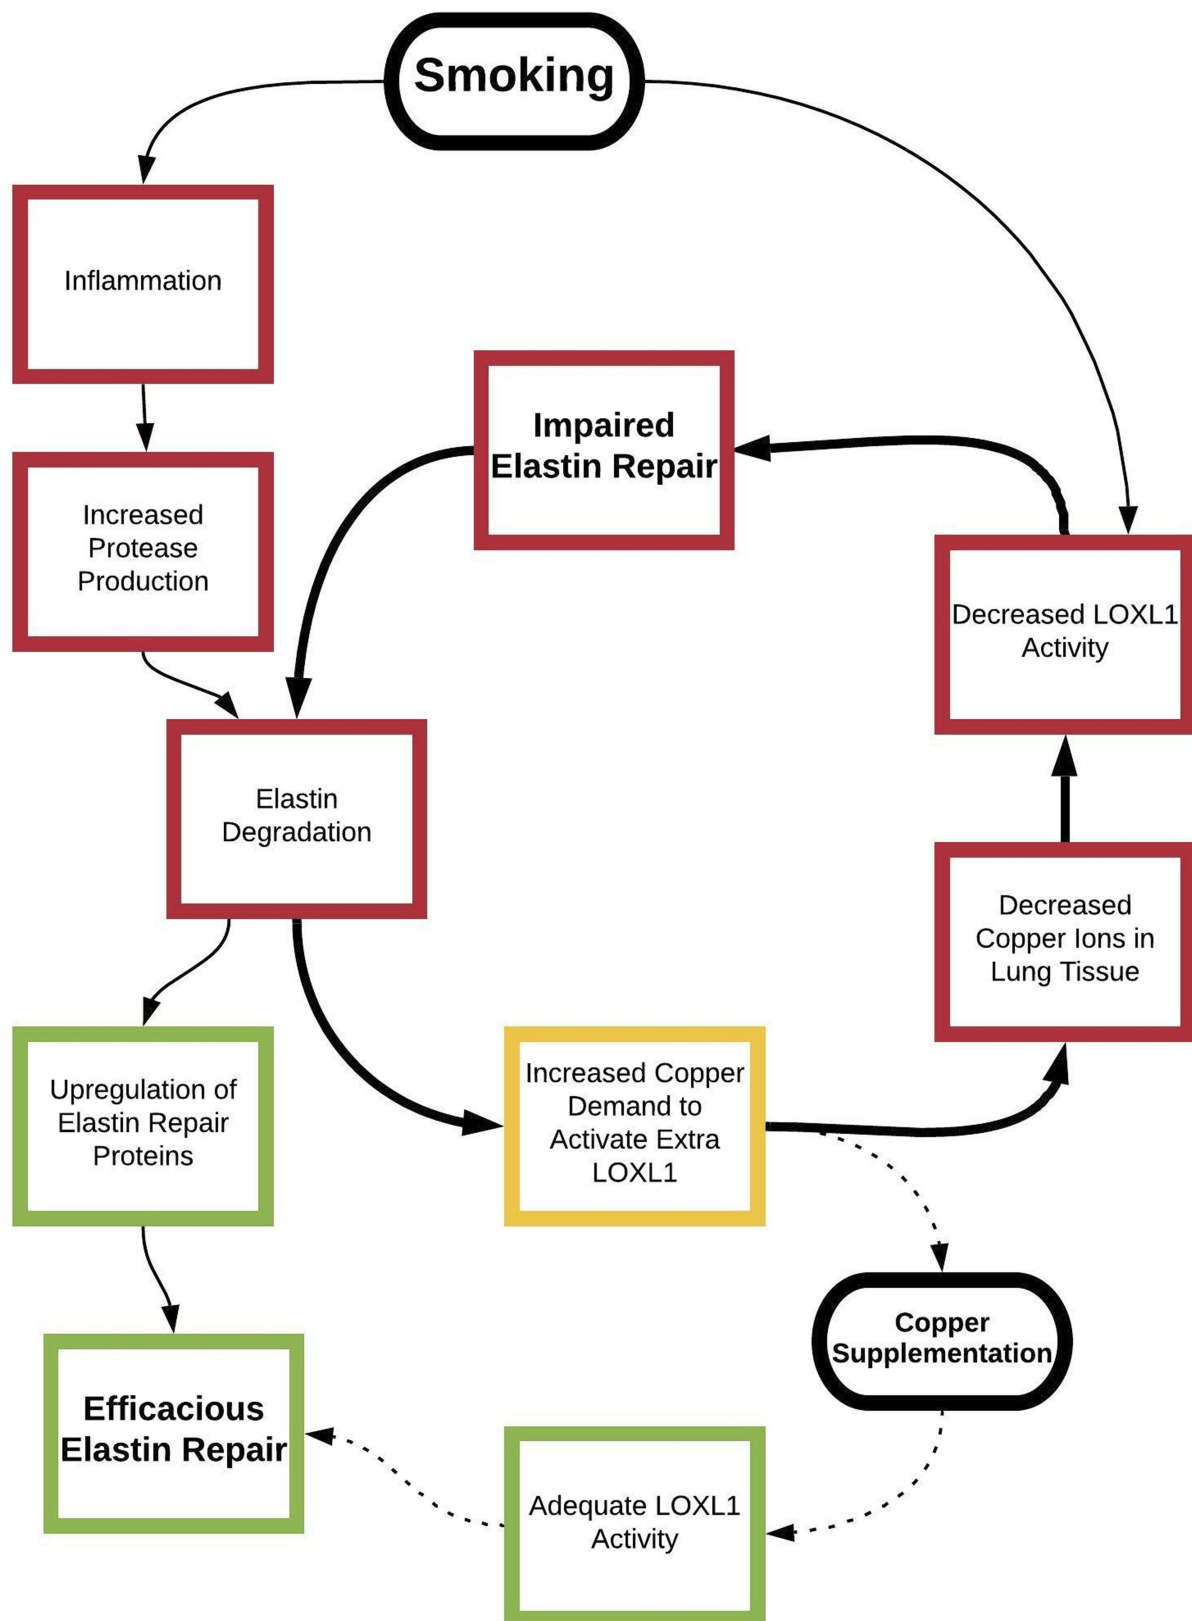 Smoking
Inflammation
Impaired
Elastin Repair
Increased
Protease
Production
Decreased LOXL1
Activity
Elastin
Degradation
Decreased
Copper Ions in
Lung Tissue
Upregulation of
Elastin Repair
Proteins
Increased Copper
Demand to
Activate Extra
LOXL1
Copper
Supplementation
Efficacious
Elastin Repair
Adequate LOXL1
Activity